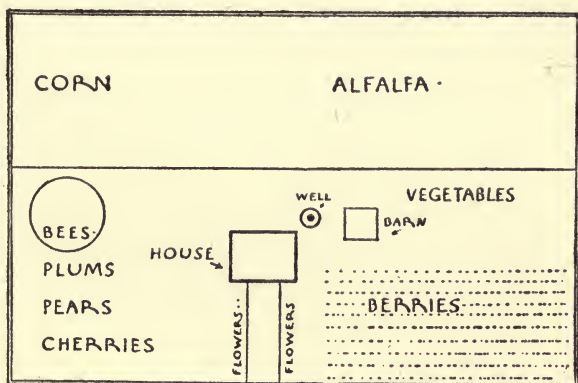 CORN
ALFALFA.
WELL
VEGETABLES
BARN
BEES.
HOUSE
PLUMS
PEARS
BERRIES
CHERRIES
FLOWERS..
FLOWERS